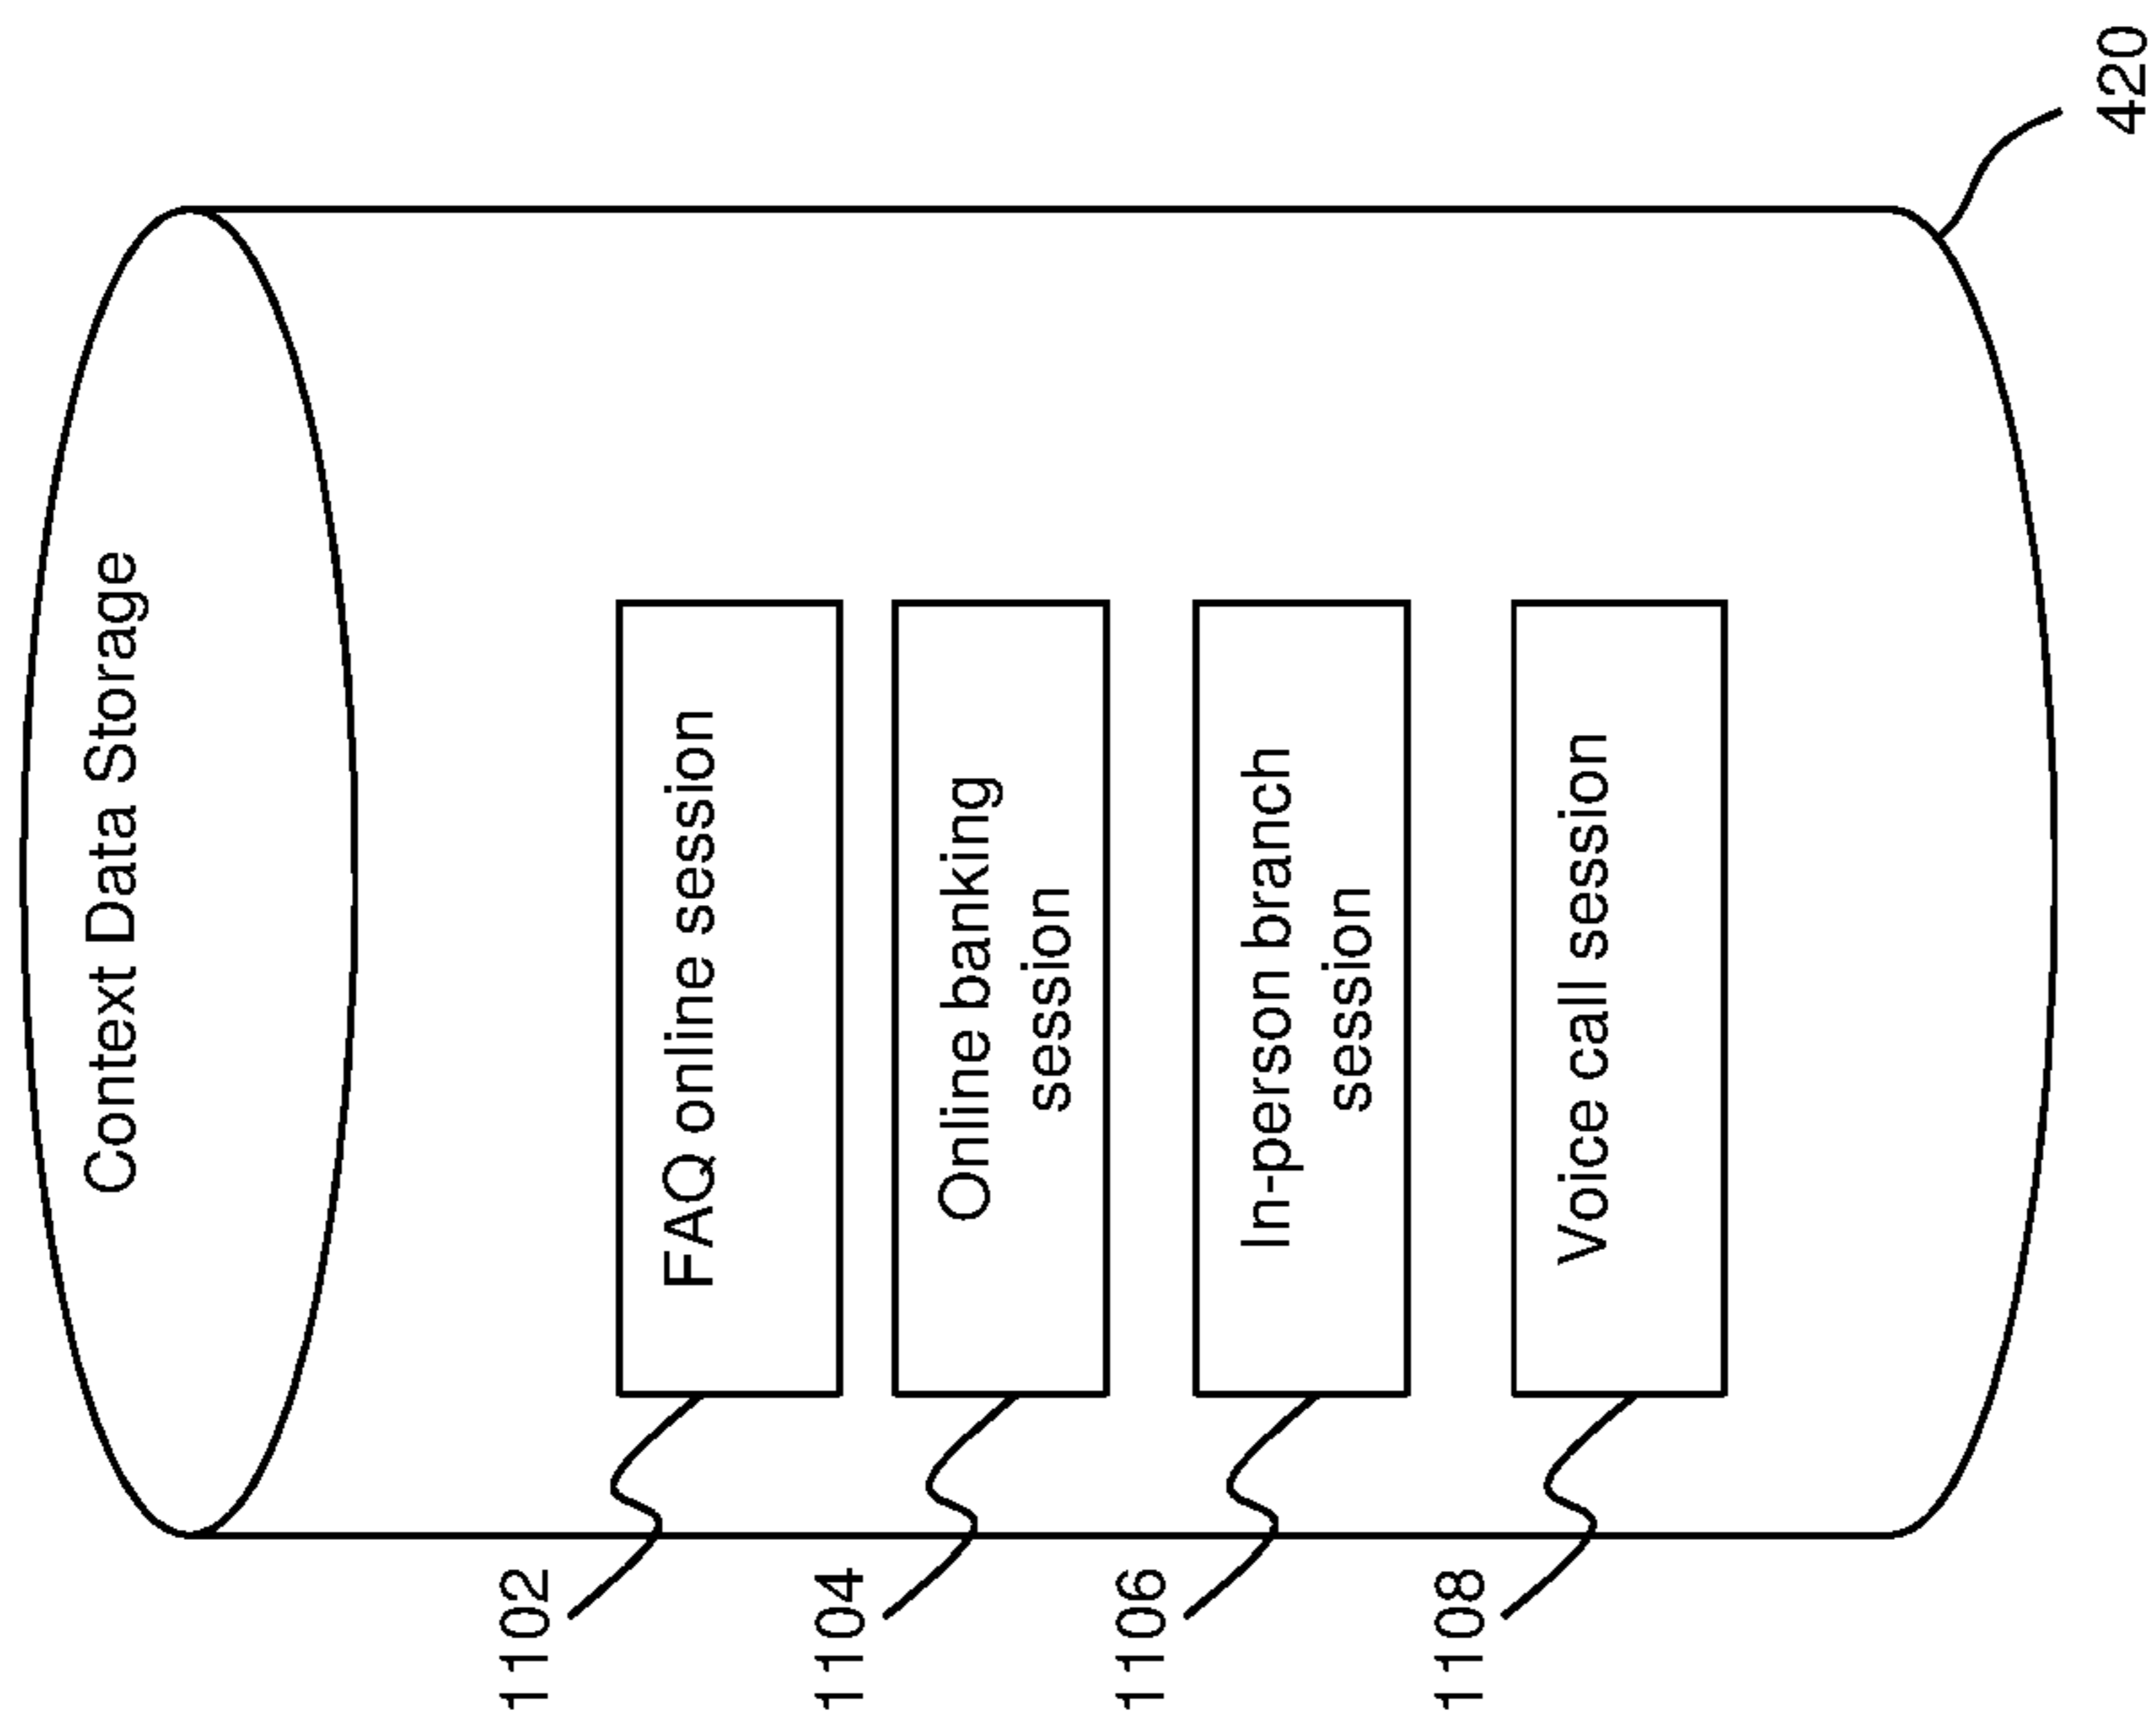 Context Data Storage
1102
FAQ online session
1104
Online banking
session
1106
In-person branch
session
1108
Voice call session
420